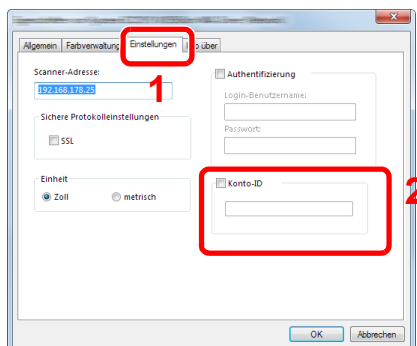 Allgemein Farbverwaltung Einstellungen über
Scanner-Adresse:
192.168.178.25
1
Sichere Protokolleinstellungen
SSL
Einheit
Zoll metrisch
Authentifizierung
Login-Benutzername:
Passwort:
Konto-ID
2
OK Abbrechen